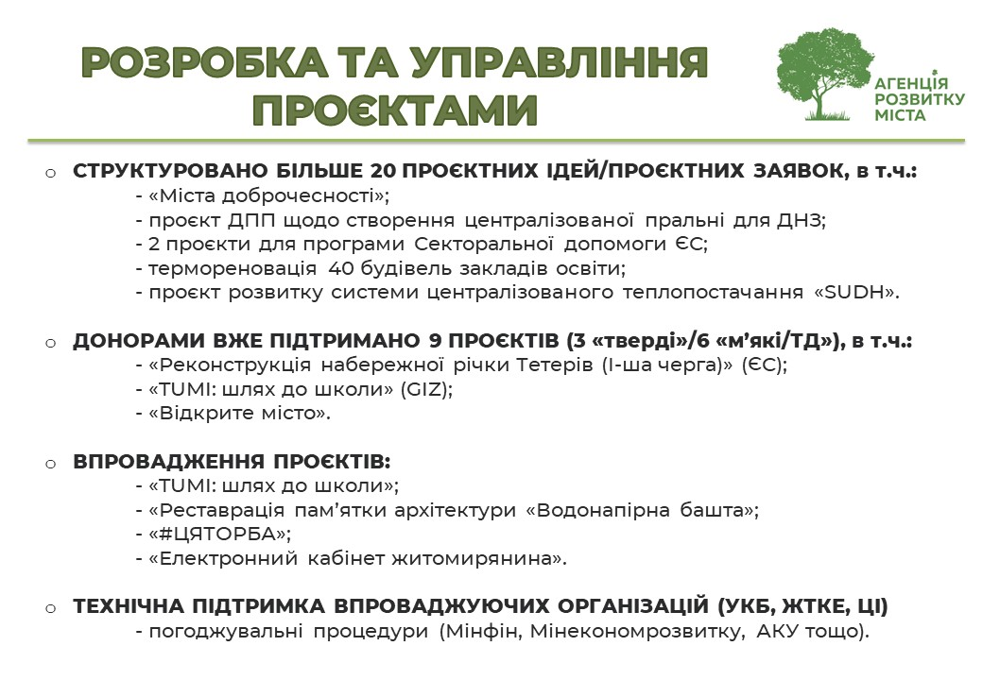 РОЗРОБКА ТА УПРАВЛІННЯ
ПРОЄКТАМИ
АГЕНЦІЯ
РОЗВИТКУ
МІСТА
o СТРУКТУРОВАНО БІЛЬШЕ 20 ПРОЄКТНИХ ІДЕЙ/ПРОЄКТНИХ ЗАЯВОК, в т.ч.:
- «Міста доброчесності»;
- проєкт ДПП щодо створення централізованої пральні для ДНЗ;
- 2 проєкти для програми Секторальної допомоги ЄС;
- термореновація 40 будівель закладів освіти;
- проєкт розвитку системи централізованого теплопостачання «SUDH».
o ДОНОРАМИ ВЖЕ ПІДТРИМАНО 9 ПРОЄКТІВ (3 «тверді»/6 «м’які/ТД»), в т.ч.:
- «Реконструкція набережної річки Тетерів (І-ша черга)» (ЄС);
- «TUMI: шлях до школи» (GIZ);
- «Відкрите місто».
o ВПРОВАДЖЕННЯ ПРОЄКТІВ:
- «TUMI: шлях до школи»;
- «Реставрація пам’ятки архітектури «Водонапірна башта»;
- «#ЦЯТОРБА»;
- «Електронний кабінет житомирянина».
o ТЕХНІЧНА ПІДТРИМКА ВПРОВАДЖУЮЧИХ ОРГАНІЗАЦІЙ (УКБ, ЖТКЕ, ЦІ)
- погоджувальні процедури (Мінфін, Мінекономрозвитку, АКУ тощо).